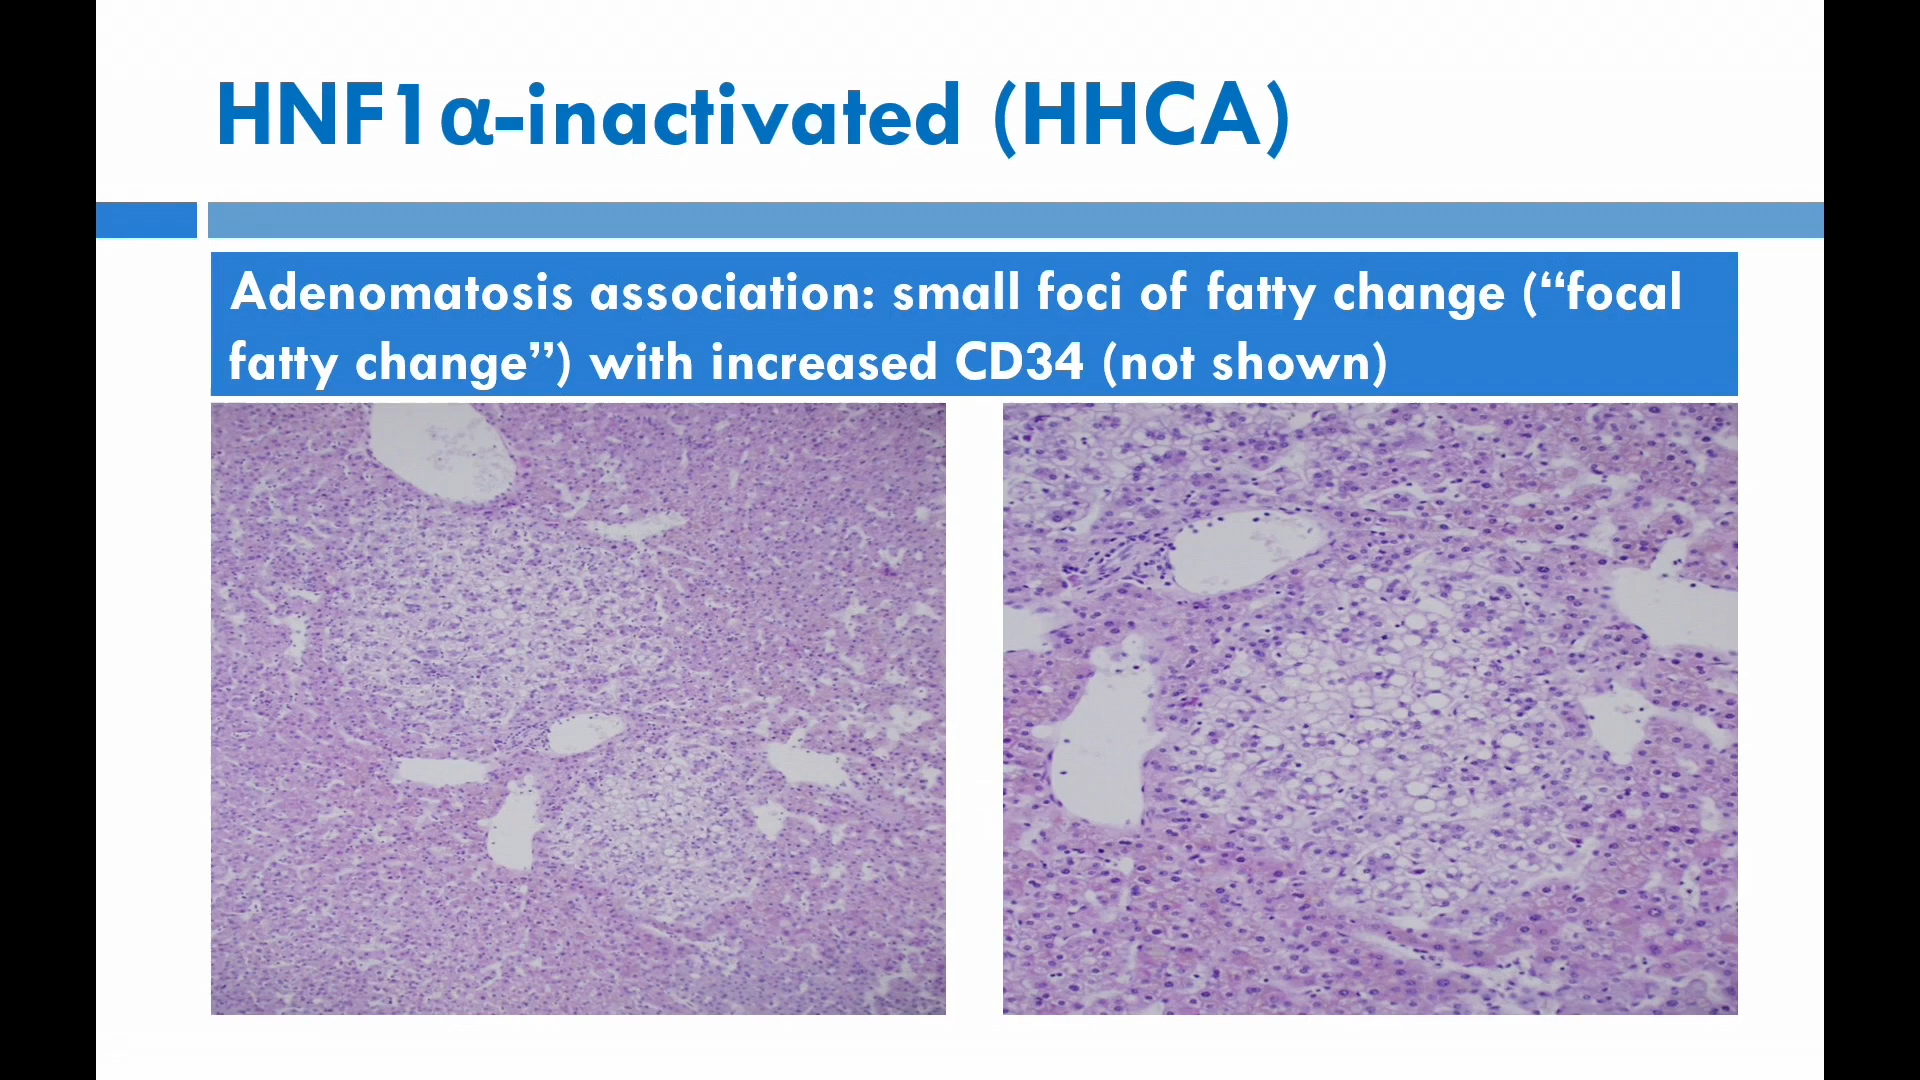 HNF1α-inactivated (HHCA)
Adenomatosis association: small foci of fatty change (“focal
fatty change”) with increased CD34 (not shown)